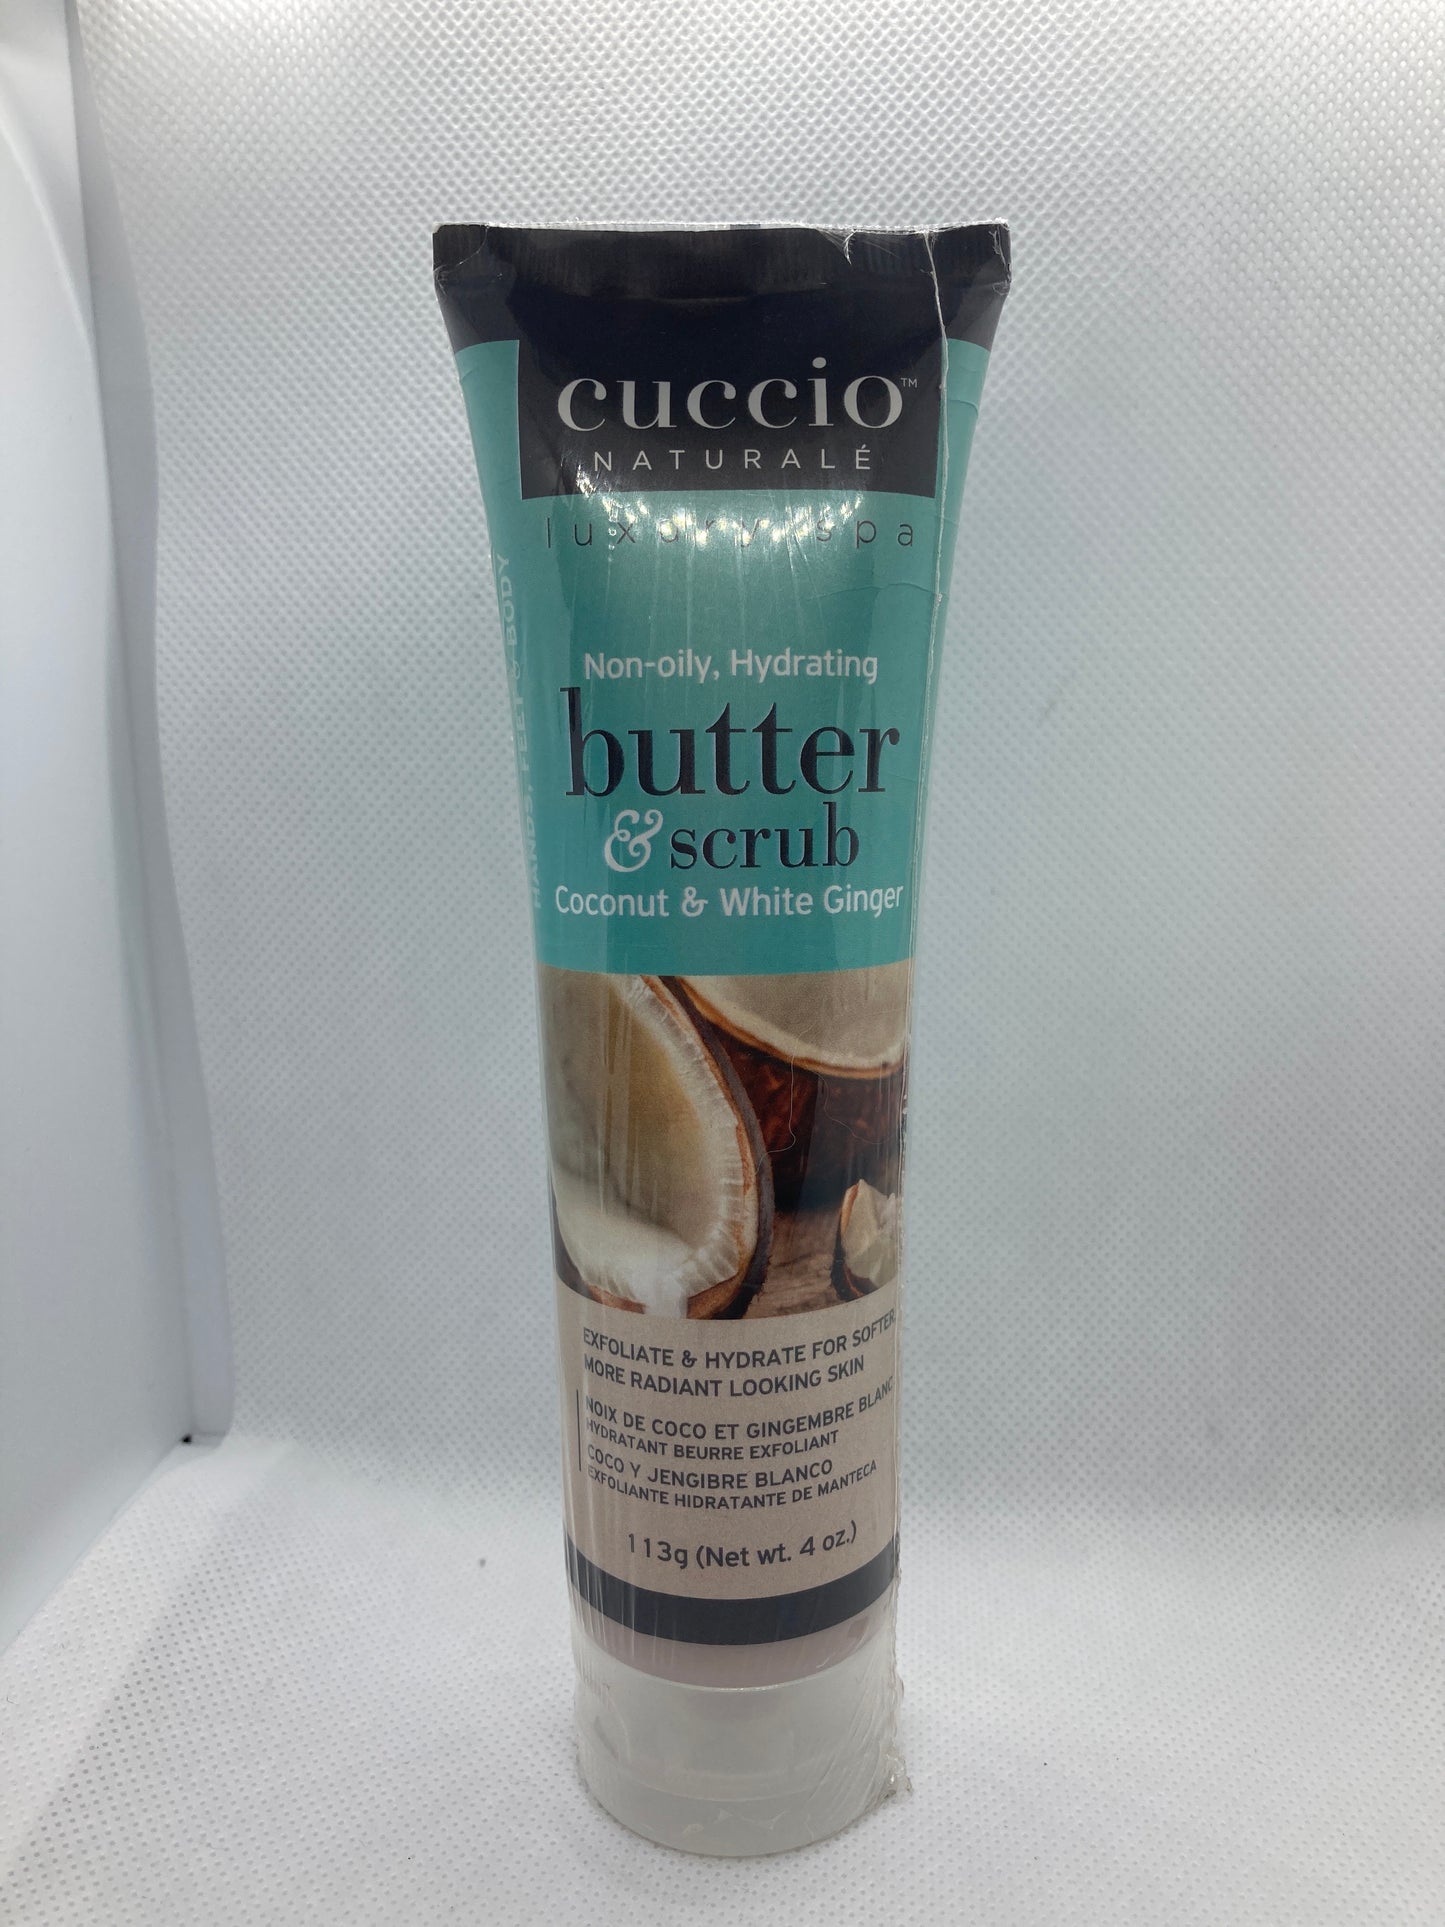 cuccio™
NATURALÉ
luxury spa
Non-oily, Hydrating
butter
& scrub
Coconut & White Ginger
HANDS, FEET & BODY
EXFOLIATE & HYDRATE FOR SOFTER,
MORE RADIANT LOOKING SKIN
NOIX DE COCO ET GINGEMBRE BLANC
HYDRATANT BEURRE EXFOLIANT
COCO Y JENGIBRE BLANCO
EXFOLIANTE HIDRATANTE DE MANTECA
113g (Net wt. 4 oz.)